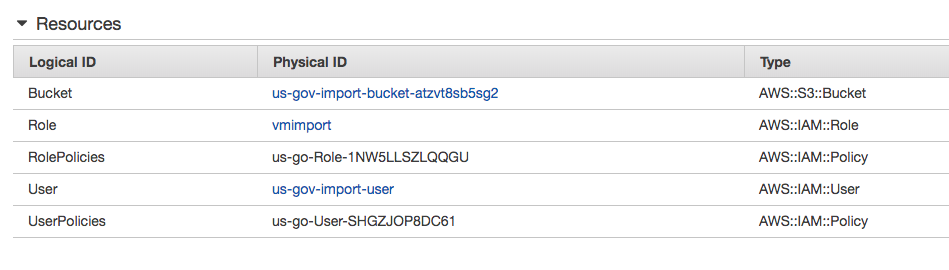 Resources
Logical ID Physical ID Type
Bucket us-gov-import-bucket-atzvt8sb5sg2 AWS::S3::Bucket
Role vmimport AWS::IAM::Role
RolePolicies us-go-Role-1NW5LLSZLQQGU AWS::IAM::Policy
User us-gov-import-user AWS::IAM::User
UserPolicies us-go-User-SHGZJOP8DC61 AWS::IAM::Policy